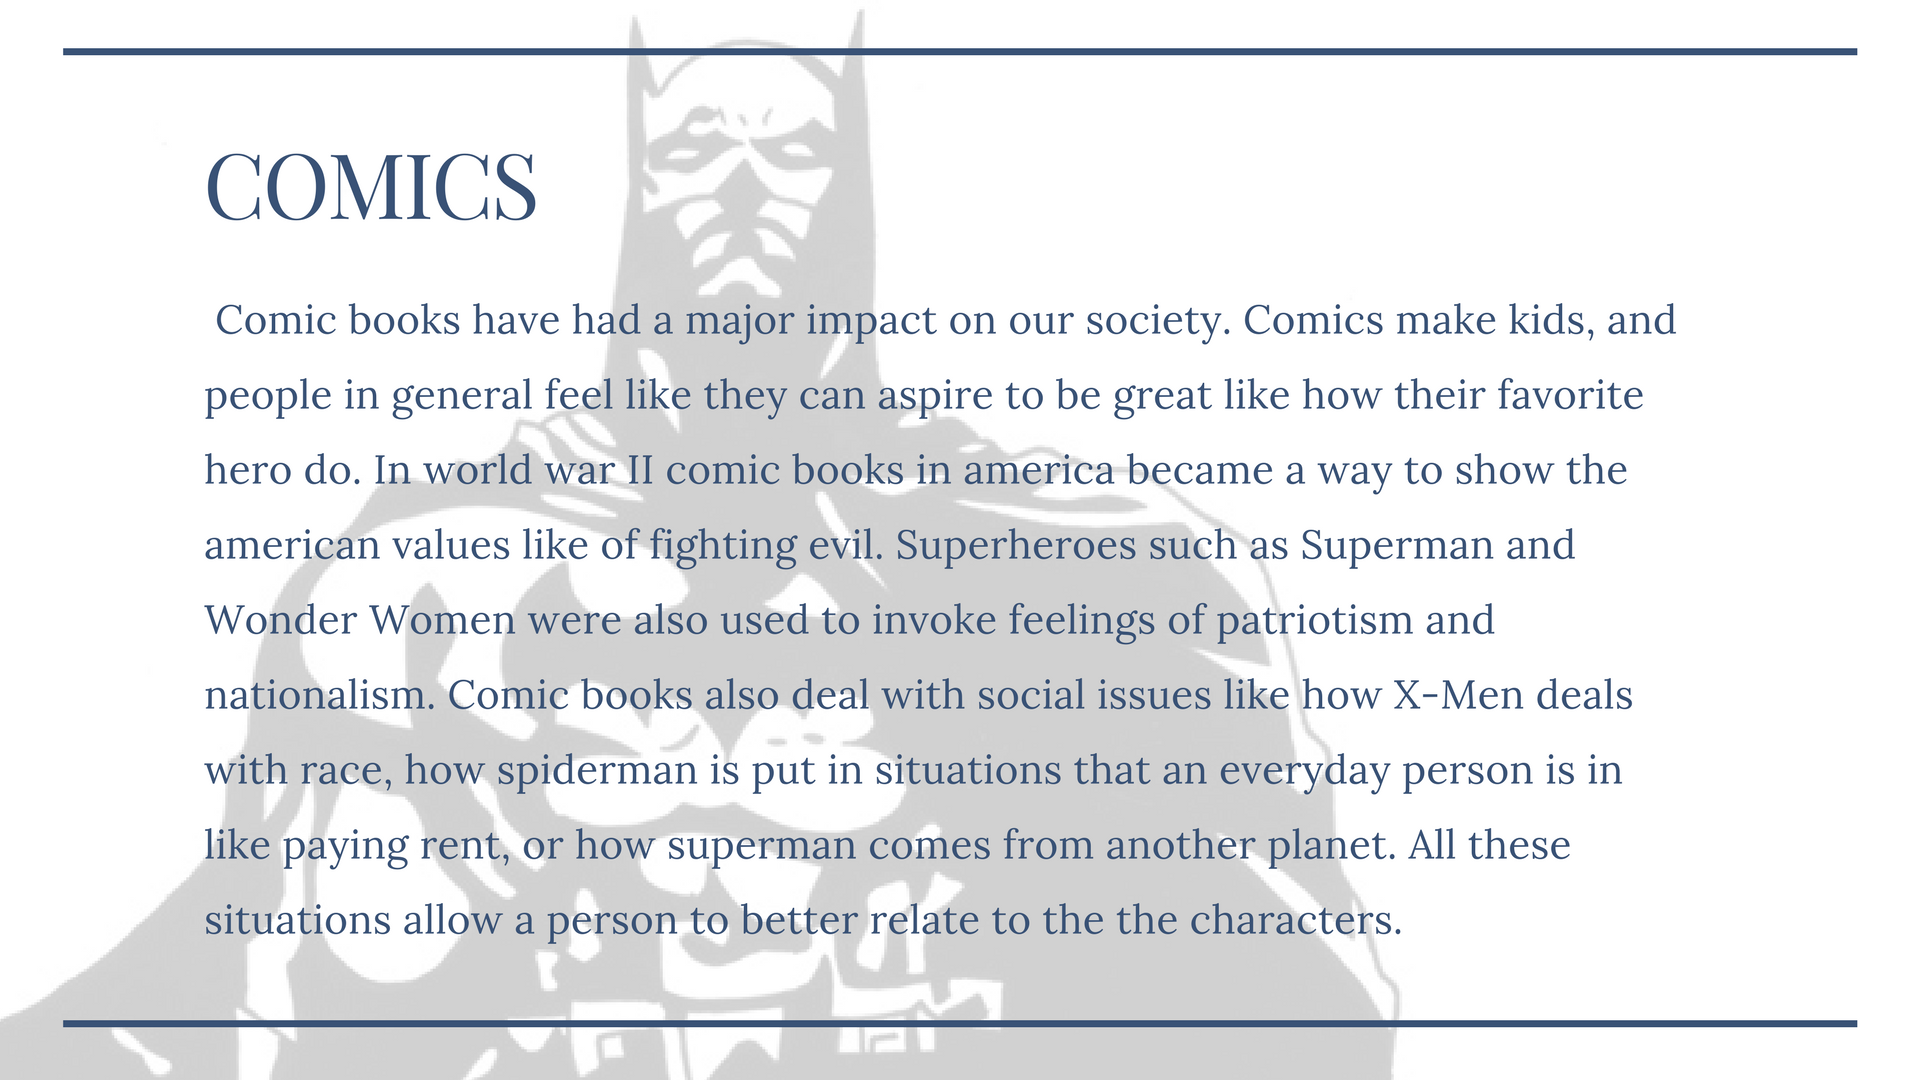 COMICS
Comic books have had a major impact on our society. Comics make kids, and
people in general feel like they can aspire to be great like how their favorite
hero do. In world war II comic books in america became a way to show the
american values like of fighting evil. Superheroes such as Superman and
Wonder Women were also used to invoke feelings of patriotism and
nationalism. Comic books also deal with social issues like how X-Men deals
with race, how spiderman is put in situations that an everyday person is in
like paying rent, or how superman comes from another planet. All these
situations allow a person to better relate to the the characters.